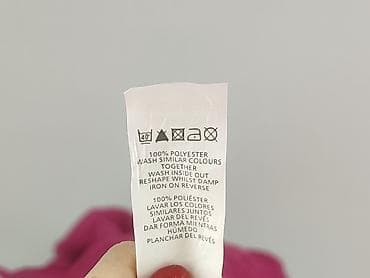 40°
100% POLYESTER
WASH SIMILAR COLOURS
TOGETHER
WASH INSIDE OUT
RESHAPE WHILST DAMP
IRON ON REVERSE
100% POLIÉSTER
LAVAR LOS COLORES
SIMILARES JUNTOS
LAVAR DEL REVÉS
DAR FORMA MIENTRAS
HÚMEDO
PLANCHAR DEL REVÉS